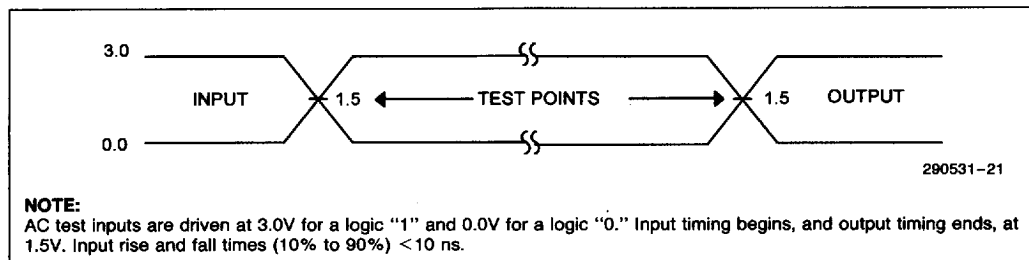 3.0
INPUT 1.5 TEST POINTS 1.5 OUTPUT
0.0
290531-21
NOTE:
AC test inputs are driven at 3.0V for a logic "1" and 0.0V for a logic "0." Input timing begins, and output timing ends, at
1.5V. Input rise and fall times (10% to 90%) <10 ns.